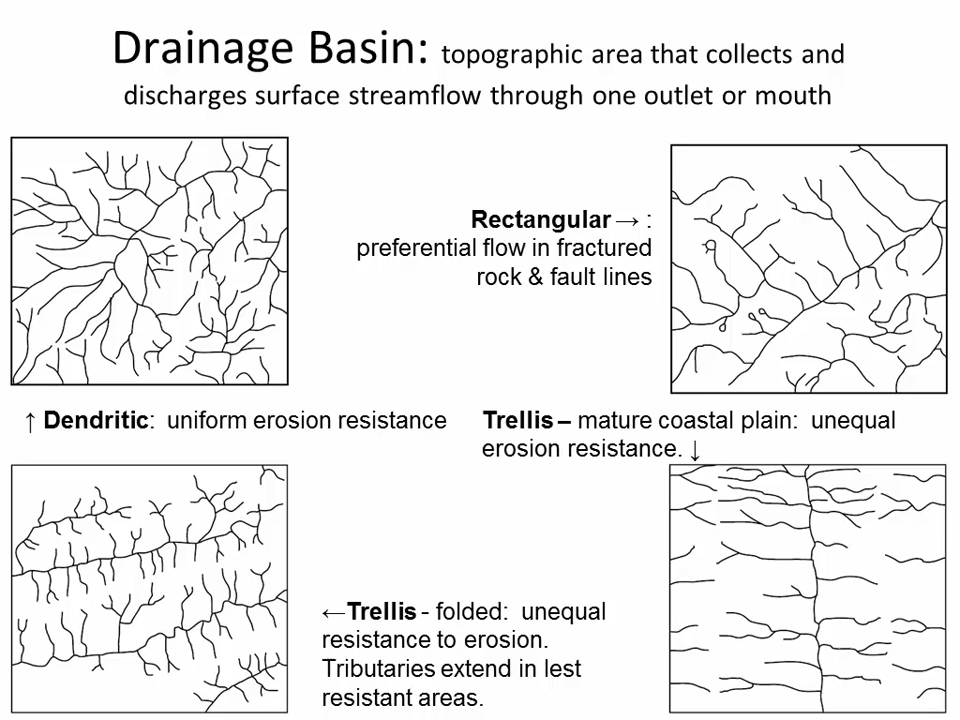 Drainage Basin: topographic area that collects and
discharges surface streamflow through one outlet or mouth
Rectangular → :
preferential flow in fractured
rock & fault lines
↑ Dendritic: uniform erosion resistance
Trellis – mature coastal plain: unequal
erosion resistance. ↓
←Trellis - folded: unequal
resistance to erosion.
Tributaries extend in lest
resistant areas.